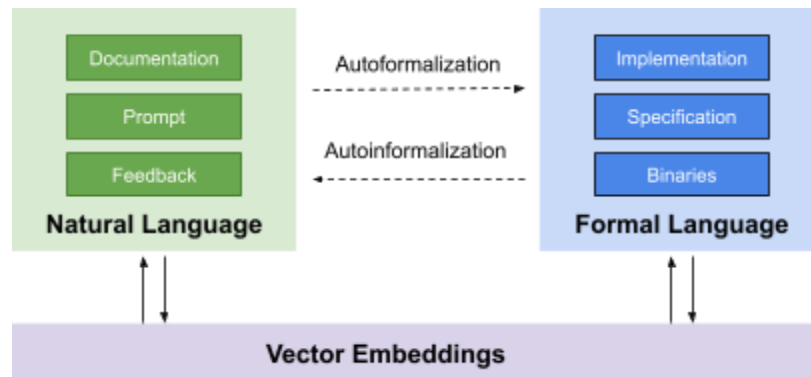 Documentation
Prompt
Feedback
Natural Language
Autoformalization
Autoinformalization
Implementation
Specification
Binaries
Formal Language
Vector Embeddings